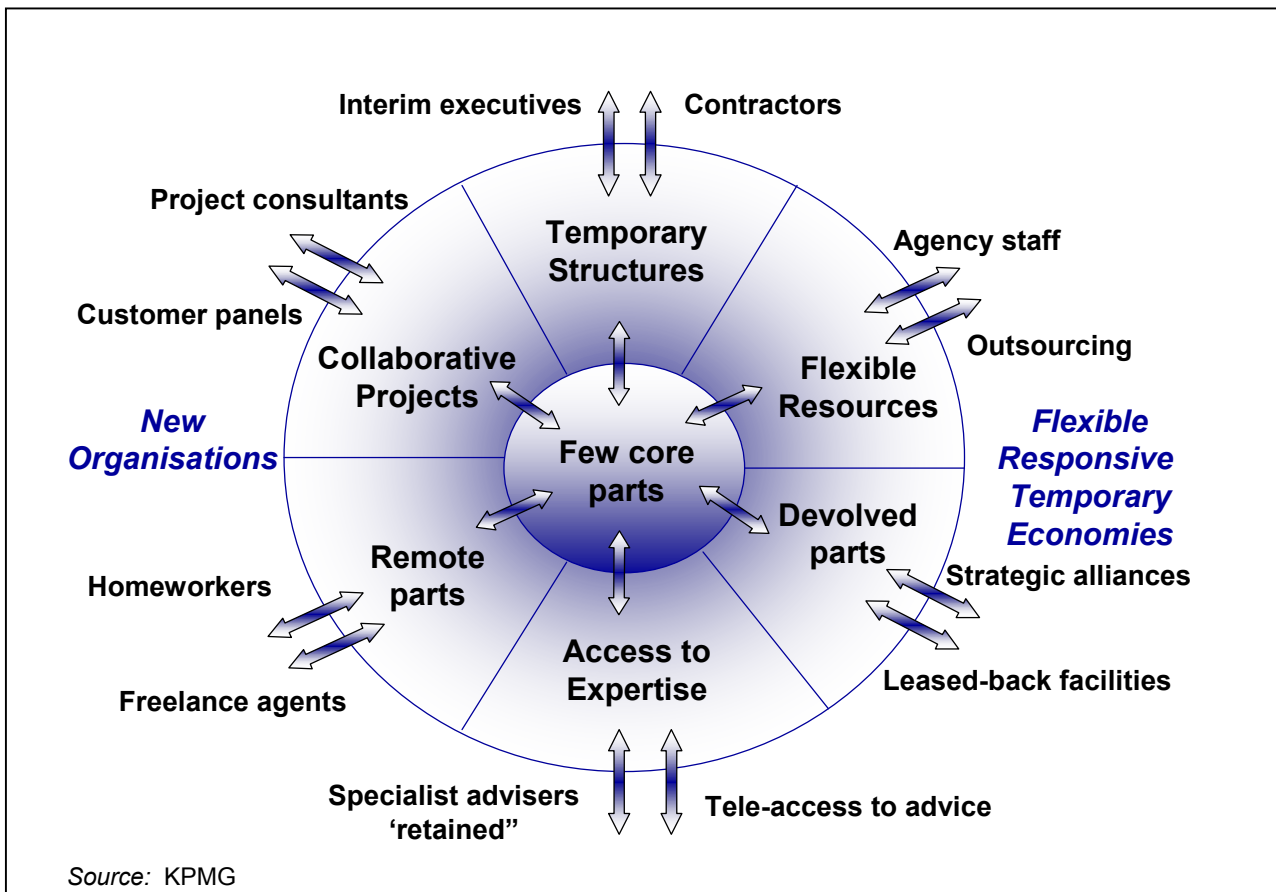 Interim executives
Contractors
Project consultants
Temporary
Structures
Agency staff
Customer panels
Outsourcing
Collaborative
Projects
Flexible
Resources
New
Organisations
Few core
parts
Flexible
Responsive
Temporary
Economies
Devolved
parts
Remote
parts
Homeworkers
Strategic alliances
Access to
Expertise
Freelance agents
Leased-back facilities
Specialist advisers
‘retained”
Tele-access to advice
Source: KPMG